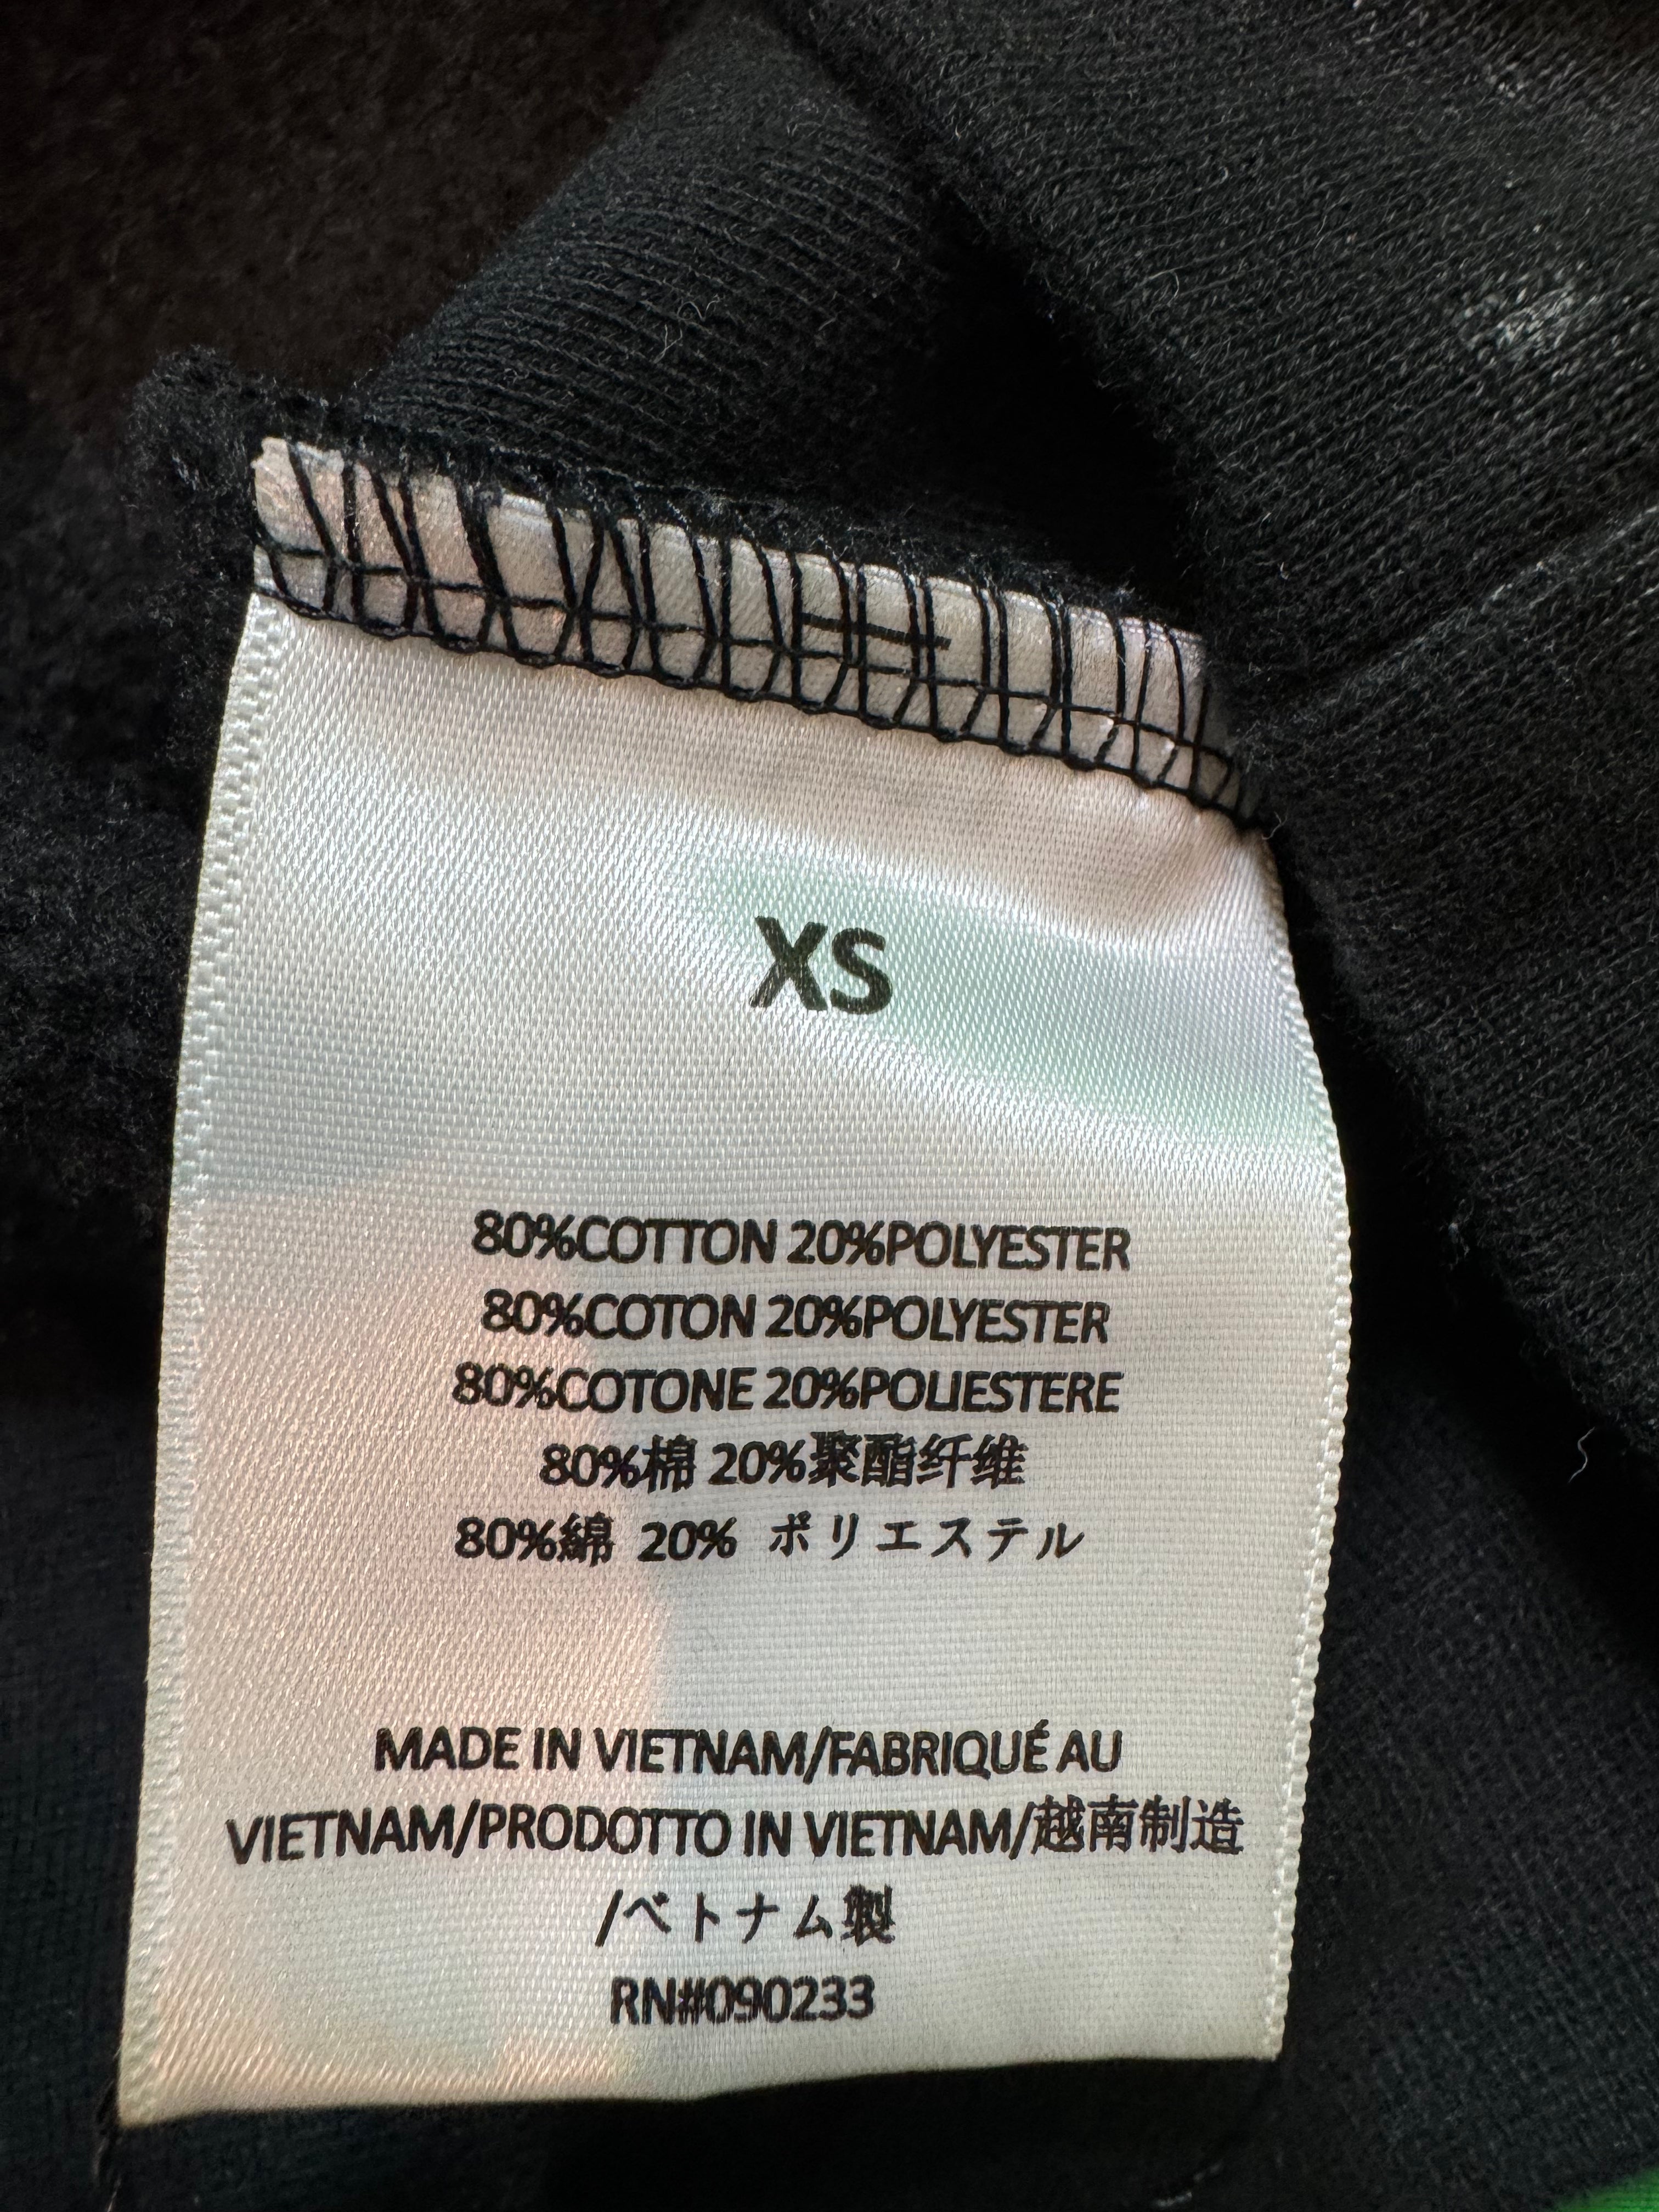 XS
80%COTTON 20%POLYESTER
80%COTON 20%POLYESTER
80%COTONE 20%POLIESTERE
80%棉 20%聚酯纤维
80%綿 20% ポリエステル
MADE IN VIETNAM/FABRIQUÉ AU
VIETNAM/PRODOTTO IN VIETNAM/越南制造
/ベトナム製
RN#090233